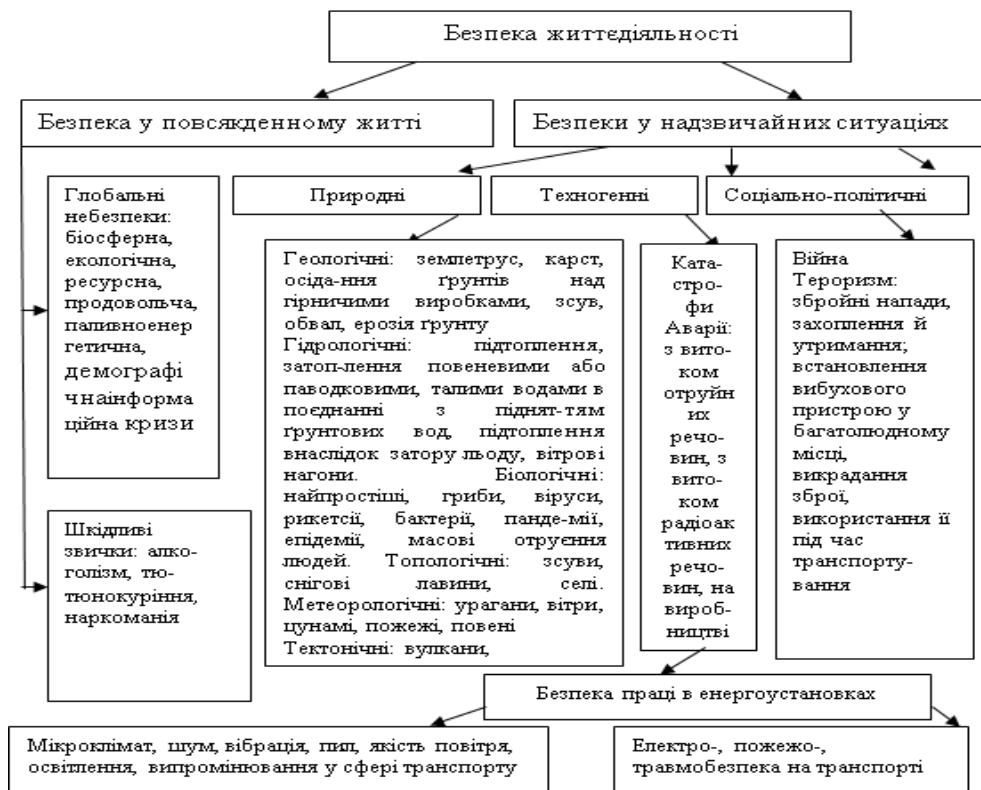 Безпека життєдіяльності
Безпека у повсякденному житті
Безпеки у надзвичайних ситуаціях
Глобальні
небезпеки:
біосферна,
екологічна,
ресурсна,
продовольча,
паливноенер
гетична,
демографі
чнаінформа
ційна кризи
Шкідливі
звички: алко-
голізм, тю-
тюнокуріння,
наркоманія
Природні
Техногенні
Соціально-політичні
Геологічні: землетрус, карст,
осіда-ння ґрунтів над
гірничими виробками, зсув,
обвал, ерозія ґрунту
Гідрологічні: підтоплення,
затоп-лення повеневими або
паводковими, талими водами в
поєднанні з піднят-тям
ґрунтових вод, підтоплення
внаслідок затору льоду, вітрові
нагони. Біологічні:
найпростіші, гриби, віруси,
рикетсії, бактерії, панде-мії,
епідемії, масові отруєння
людей. Топологічні: зсуви,
снігові лавини, селі.
Метеорологічні: урагани, вітри,
цунамі, пожежі, повені
Тектонічні: вулкани,
Ката-
стро-
фи
Аварії:
з вито-
ком
отруйн
их
речо-
вин, з
вито-
ком
радіоак
тивних
речо-
вин, на
вироб-
ництві
Війна
Тероризм:
збройні напади,
захоплення й
утримання;
встановлення
вибухового
пристрою у
багатолюдному
місці,
викрадання
зброї,
використання її
під час
транспорту-
вання
Безпека праці в енергоустановках
Мікроклімат, шум, вібрація, пил, якість повітря,
освітлення, випромінювання у сфері транспорту
Електро-, пожежо-,
травмобезпека на транспорті